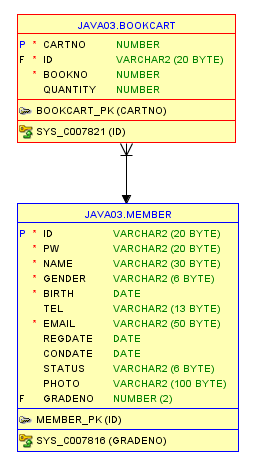 JAVA03.BOOKCART
P * CARTNO NUMBER
F * ID VARCHAR2 (20 BYTE)
* BOOKNO NUMBER
QUANTITY NUMBER
BOOKCART_PK (CARTNO)
SYS_C007821 (ID)
JAVA03.MEMBER
P * ID VARCHAR2 (20 BYTE)
* PW VARCHAR2 (20 BYTE)
* NAME VARCHAR2 (30 BYTE)
* GENDER VARCHAR2 (6 BYTE)
* BIRTH DATE
TEL VARCHAR2 (13 BYTE)
* EMAIL VARCHAR2 (50 BYTE)
REGDATE DATE
CONDATE DATE
STATUS VARCHAR2 (6 BYTE)
PHOTO VARCHAR2 (100 BYTE)
F GRADENO NUMBER (2)
MEMBER_PK (ID)
SYS_C007816 (GRADENO)